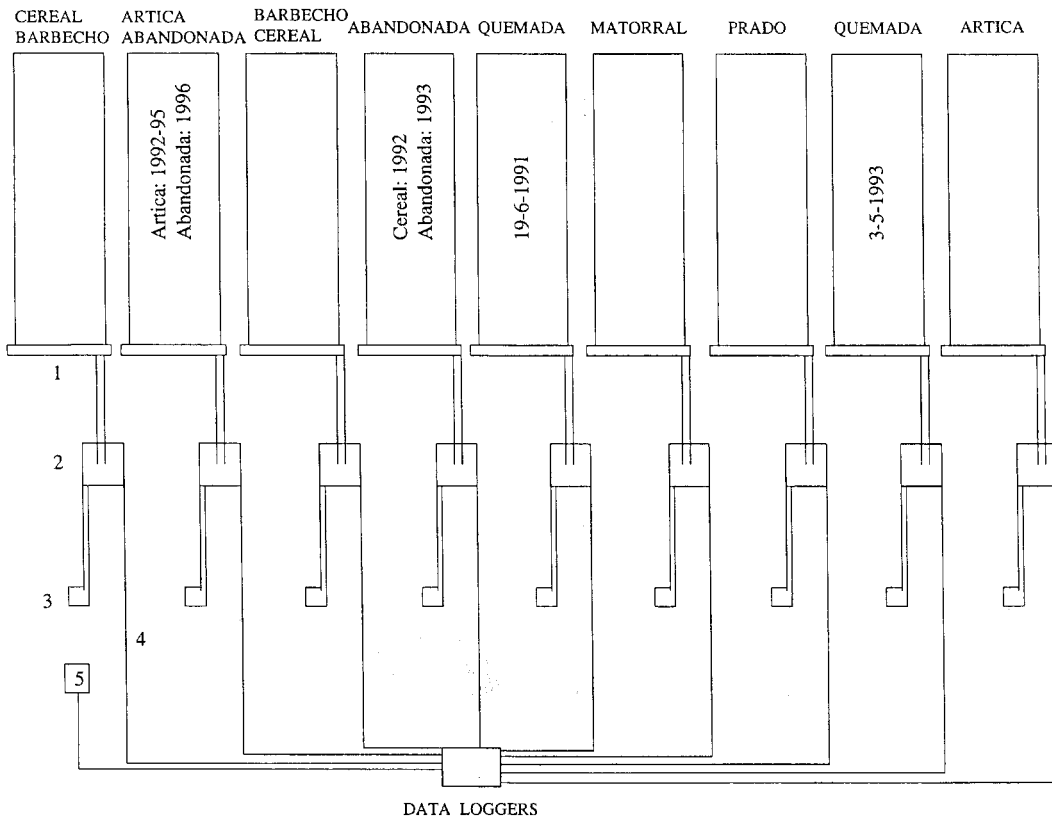 CEREAL
BARBECHO
ARTICA
ABANDONADA
BARBECHO
CEREAL
ABANDONADA
QUEMADA
MATORRAL
PRADO
QUEMADA
ARTICA
Artica: 1992-95
Abandonada: 1996
Cereal: 1992
Abandonada: 1993
19-6-1991
3-5-1993
1
2
3
4
5
DATA LOGGERS